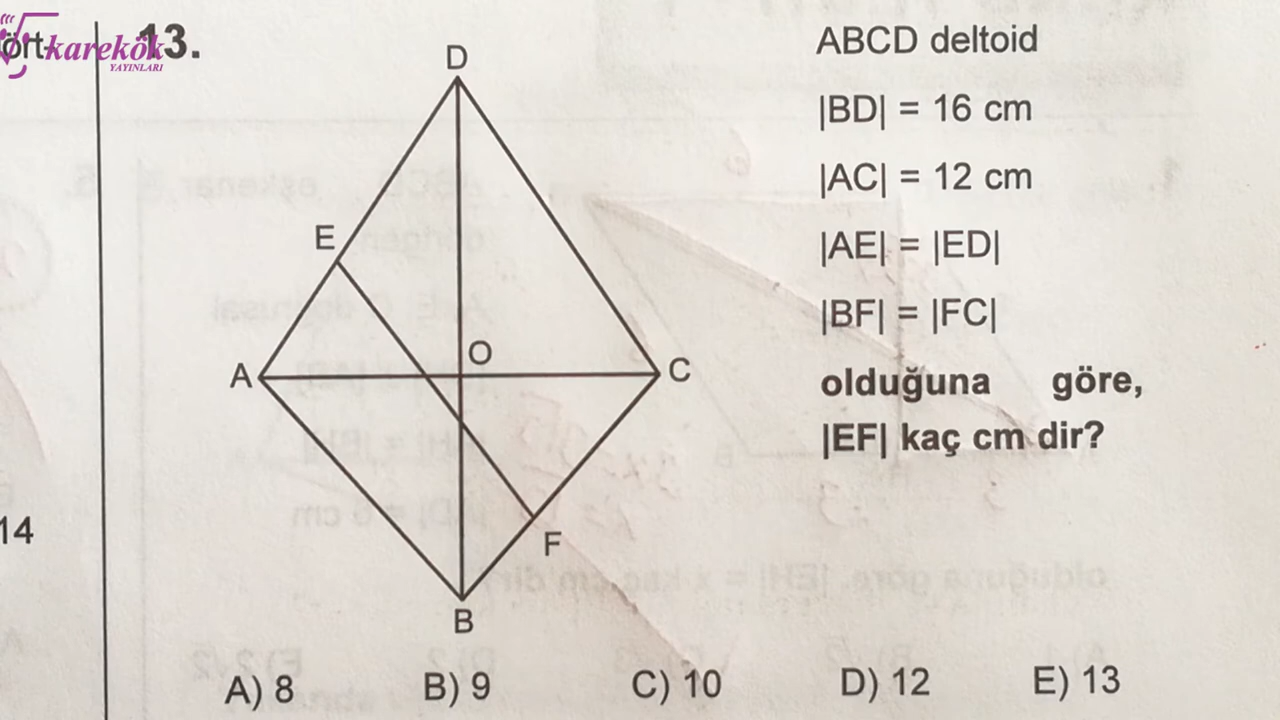 ört-
karekök
YAYINLARI
13.
D
ABCD deltoid
|BD| = 16 cm
|AC| = 12 cm
E
|AE| = |ED|
|BF| = |FC|
O
A
C
olduğuna göre,
|EF| kaç cm dir?
14
F
B
A) 8 B) 9 C) 10 D) 12 E) 13